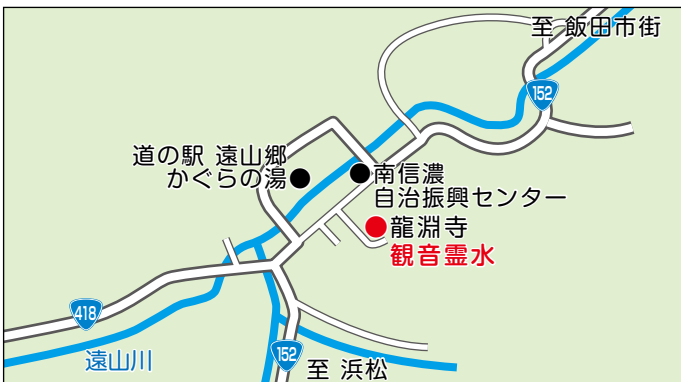 至 飯田市街
152
道の駅 遠山郷
かぐらの湯
南信濃
自治振興センター
龍淵寺
観音霊水
418
遠山川
152
至 浜松